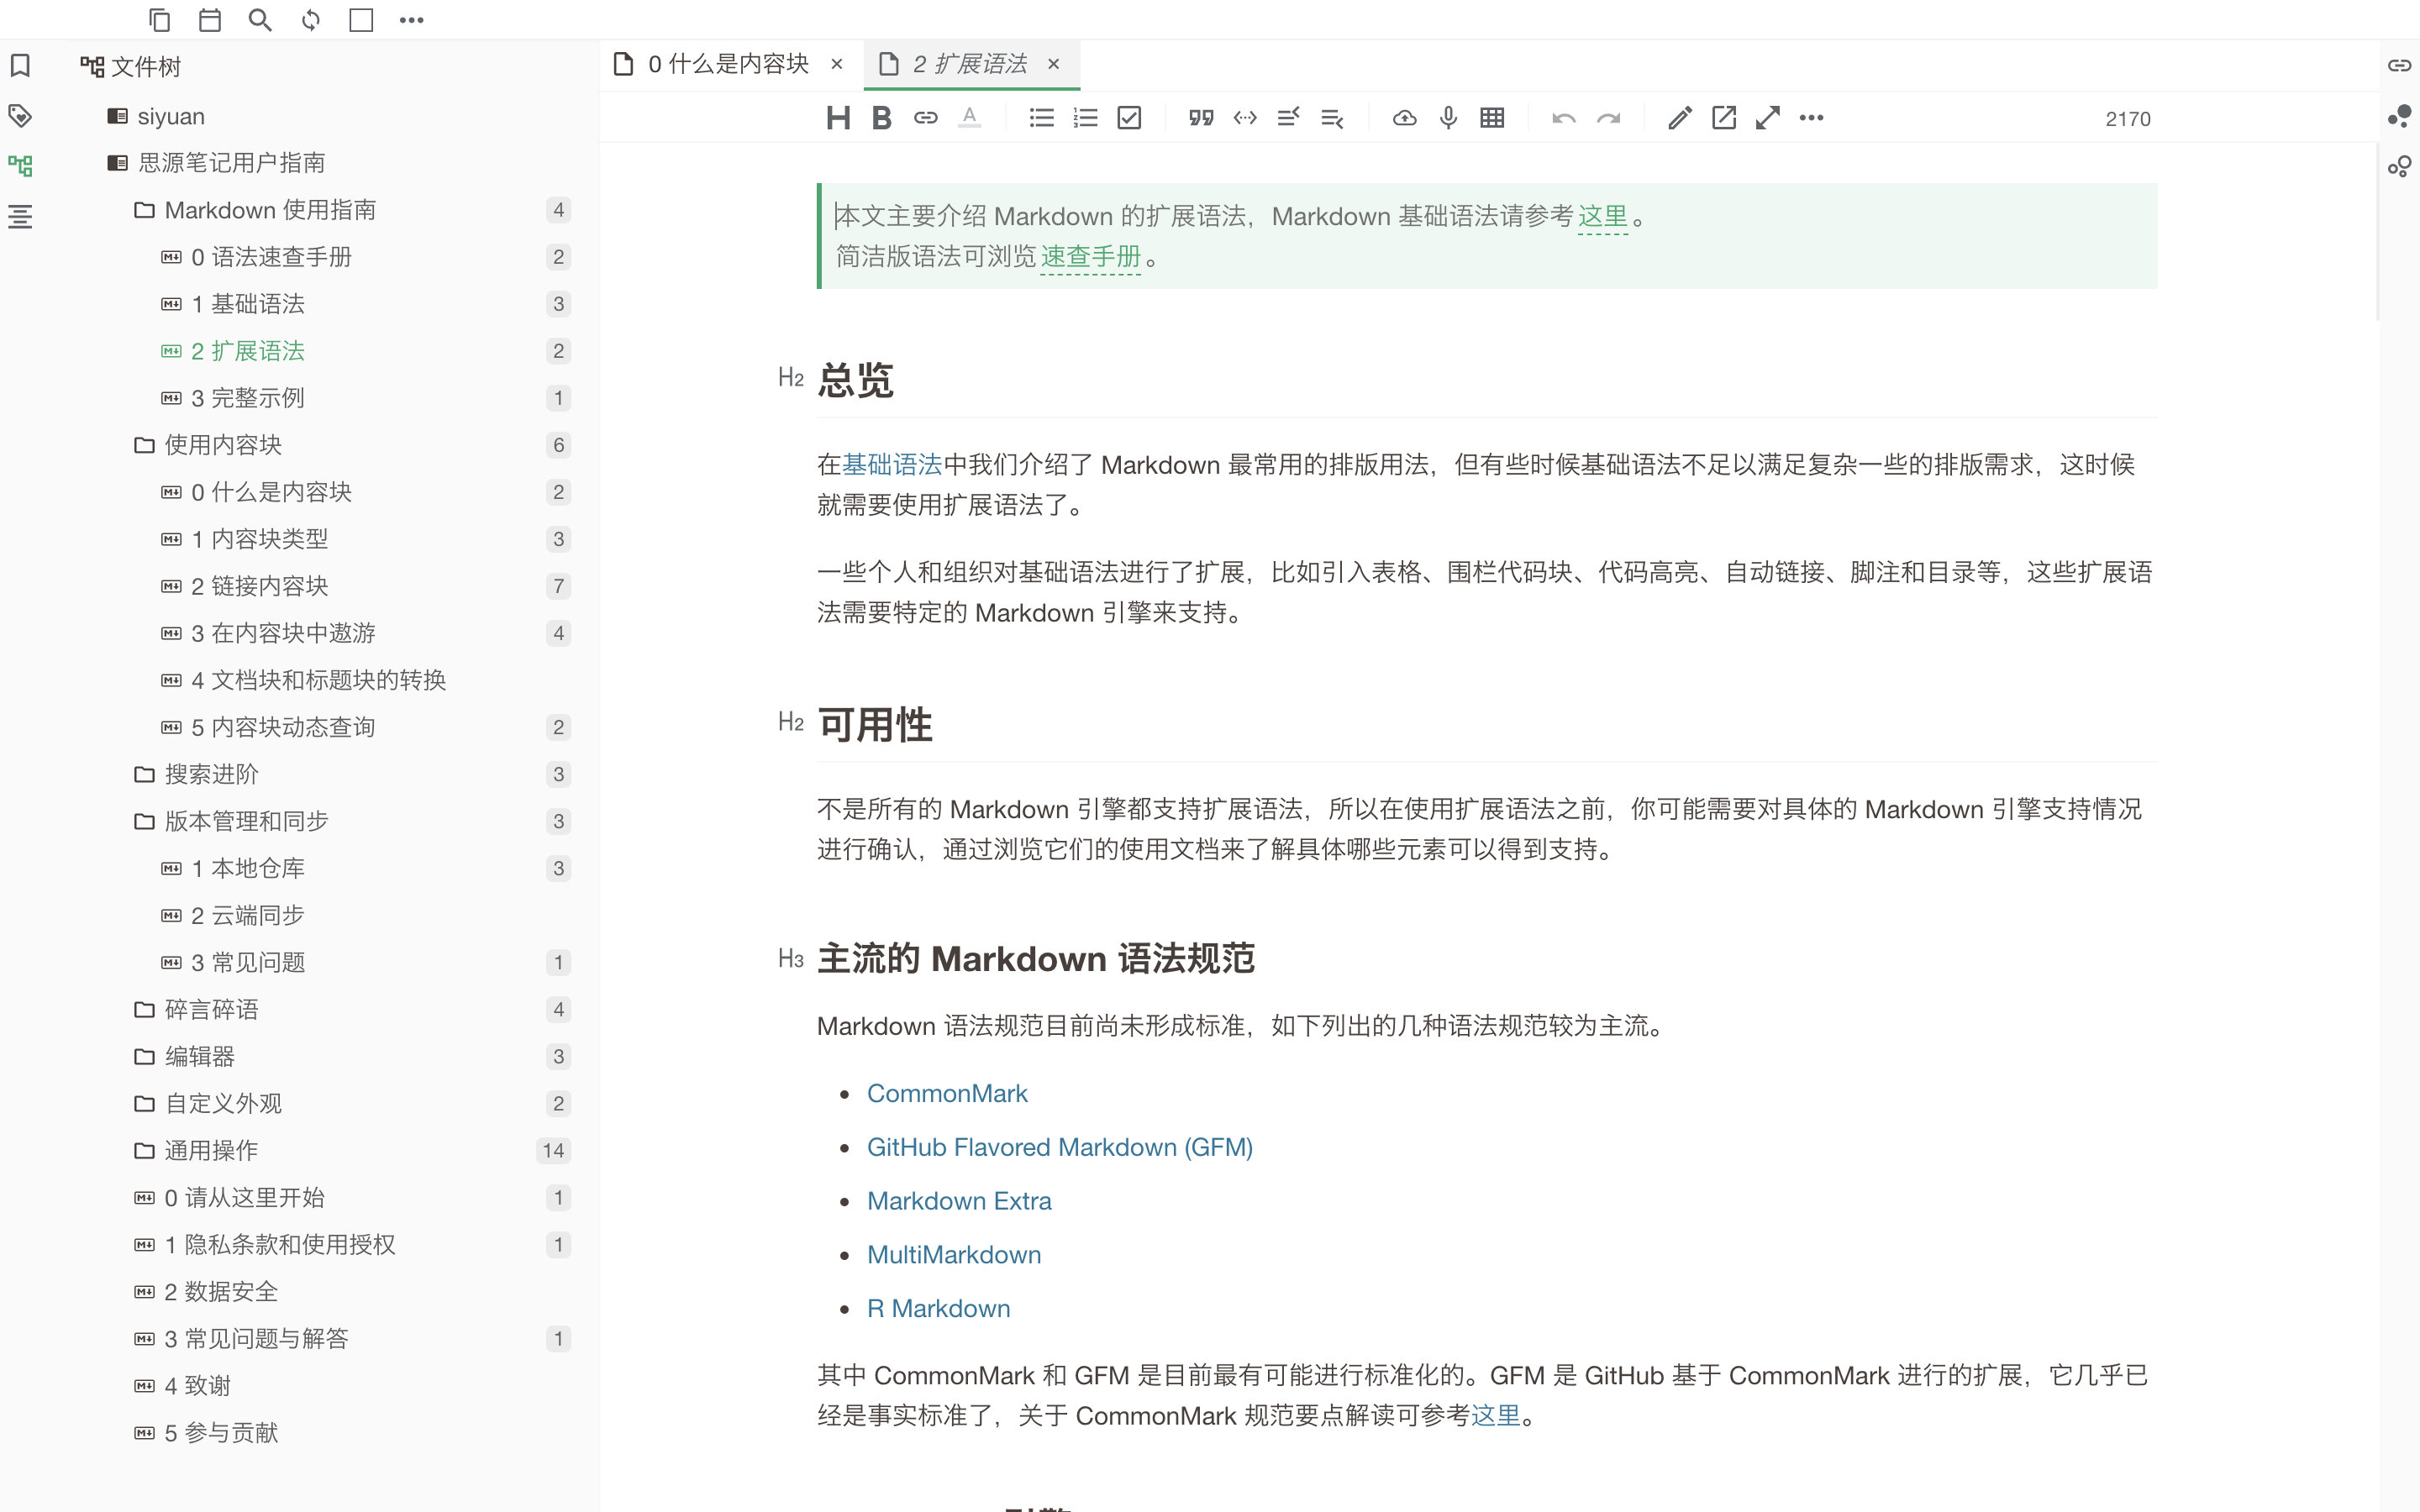 文件树
siyuan
思源笔记用户指南
Markdown 使用指南 4
0 语法速查手册 2
1 基础语法 3
2 扩展语法 2
3 完整示例 1
使用内容块 6
0 什么是内容块 2
1 内容块类型 3
2 链接内容块 7
3 在内容块中遨游 4
4 文档块和标题块的转换
5 内容块动态查询 2
搜索进阶 3
版本管理和同步 3
1 本地仓库 3
2 云端同步
3 常见问题 1
碎言碎语 4
编辑器 3
自定义外观 2
通用操作 14
0 请从这里开始 1
1 隐私条款和使用授权 1
2 数据安全
3 常见问题与解答 1
4 致谢
5 参与贡献
0 什么是内容块
2 扩展语法
2170
本文主要介绍 Markdown 的扩展语法，Markdown 基础语法请参考 这里 。
简洁版语法可浏览 速查手册 。
H2 总览
在基础语法中我们介绍了 Markdown 最常用的排版用法，但有些时候基础语法不足以满足复杂一些的排版需求，这时候
就需要使用扩展语法了。
一些个人和组织对基础语法进行了扩展，比如引入表格、围栏代码块、代码高亮、自动链接、脚注和目录等，这些扩展语
法需要特定的 Markdown 引擎来支持。
H2 可用性
不是所有的 Markdown 引擎都支持扩展语法，所以在使用扩展语法之前，你可能需要对具体的 Markdown 引擎支持情况
进行确认，通过浏览它们的使用文档来了解具体哪些元素可以得到支持。
H3 主流的 Markdown 语法规范
Markdown 语法规范目前尚未形成标准，如下列出的几种语法规范较为主流。
• CommonMark
• GitHub Flavored Markdown (GFM)
• Markdown Extra
• MultiMarkdown
• R Markdown
其中 CommonMark 和 GFM 是目前最有可能进行标准化的。GFM 是 GitHub 基于 CommonMark 进行的扩展，它几乎已
经是事实标准了，关于 CommonMark 规范要点解读可参考这里。